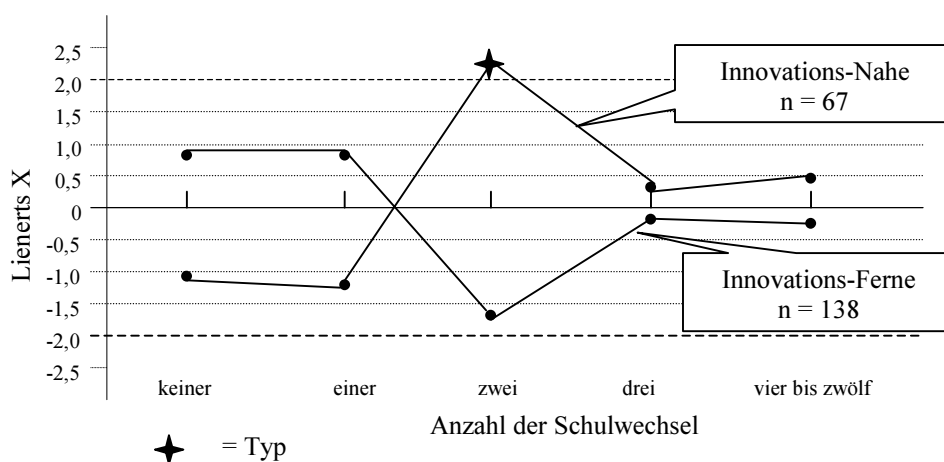 2,5
2,0
1,5
1,0
0,5
0
-0,5
-1,0
-1,5
-2,0
-2,5
Lienerts X
Innovations-Nahe
n = 67
Innovations-Ferne
n = 138
keiner einer zwei drei vier bis zwölf
Anzahl der Schulwechsel
= Typ